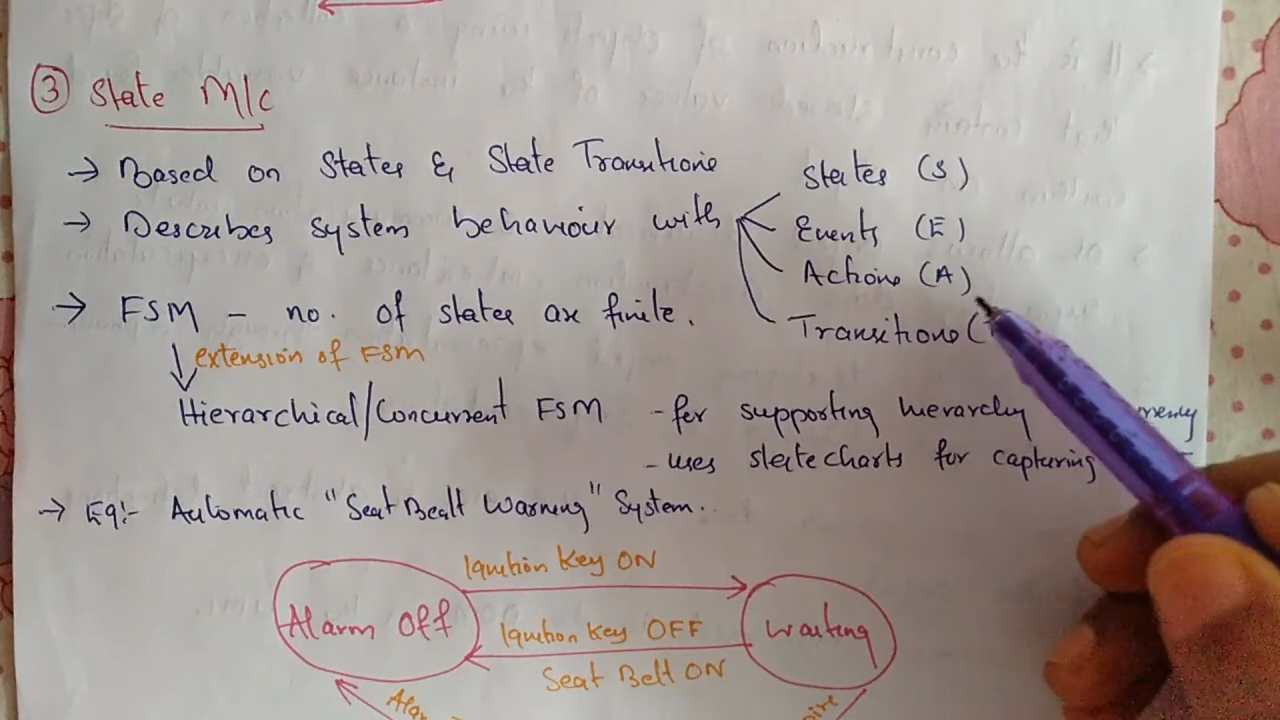 ③ State M/c
→ Based on States & State Transitions
→ Describes system behaviour with
States (S)
Events (E)
Actions (A)
Transitions (
→ FSM - no. of states are finite.
extension of FSM
Hierarchical/Concurrent FSM - for supporting hierarchy
- uses statecharts for capturing
→ Eg:- Automatic "Seat Bealt Warning" System.
Ignition Key ON
Alarm Off
Waiting
Ignition Key OFF
Seat Belt ON